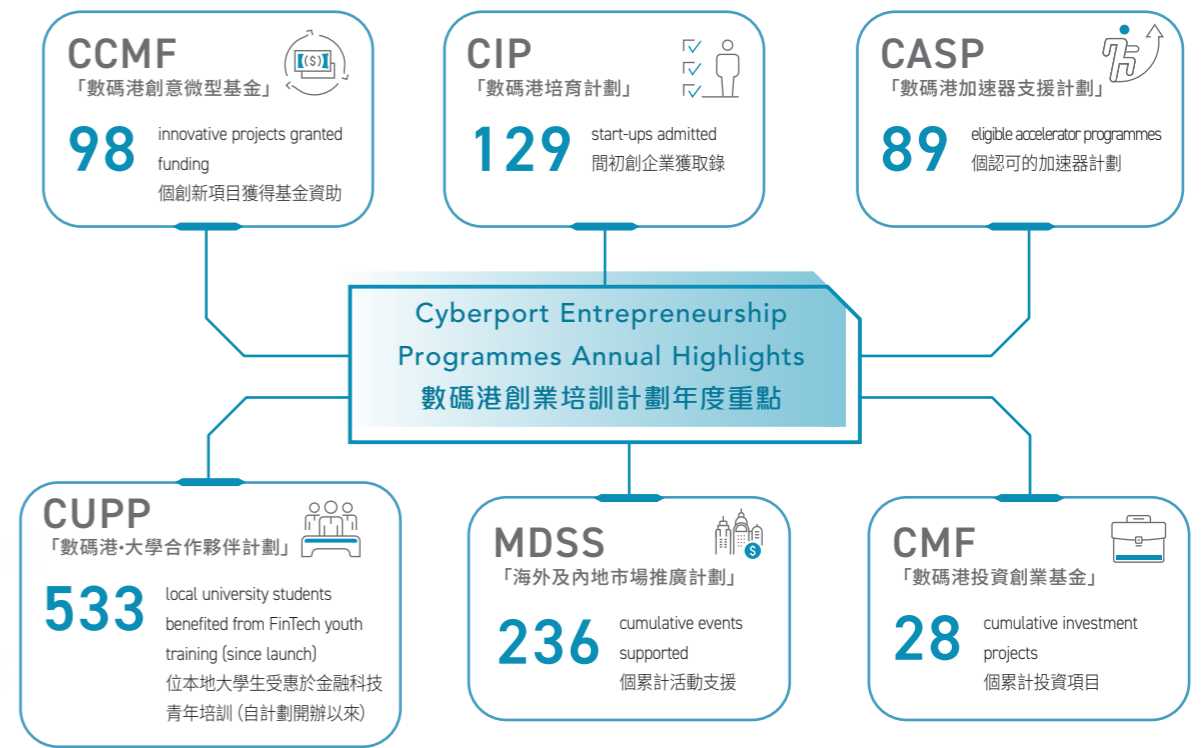 CCMF
「數碼港創意微型基金」
($)
98
innovative projects granted
funding
個創新項目獲得基金資助
CIP
「數碼港培育計劃」
129
start-ups admitted
間初創企業獲取錄
CASP
「數碼港加速器支援計劃」
89
eligible accelerator programmes
個認可的加速器計劃
Cyberport Entrepreneurship
Programmes Annual Highlights
數碼港創業培訓計劃年度重點
CUPP
「數碼港•大學合作夥伴計劃」
533
local university students
benefited from FinTech youth
training (since launch)
位本地大學生受惠於金融科技
青年培訓 (自計劃開辦以來)
MDSS
$
「海外及內地市場推廣計劃」
236
cumulative events
supported
個累計活動支援
CMF
「數碼港投資創業基金」
28
cumulative investment
projects
個累計投資項目